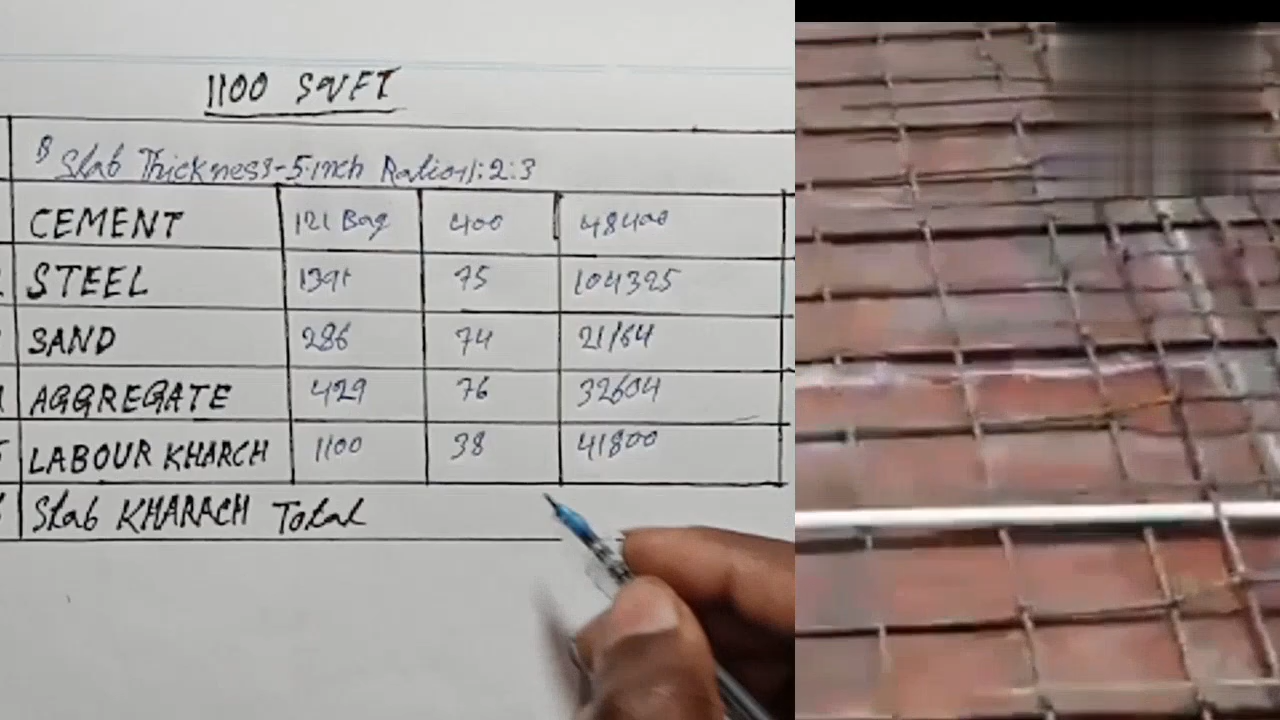 1100 SQFT
Slab Thickness-5inch Ratio 1:2:3
CEMENT 121 Bag 400 48400
STEEL 75 104325
SAND 286 74 21164
AGGREGATE 429 76 32604
LABOUR KHARCH 1100 38 41800
Slab KHARACH Total